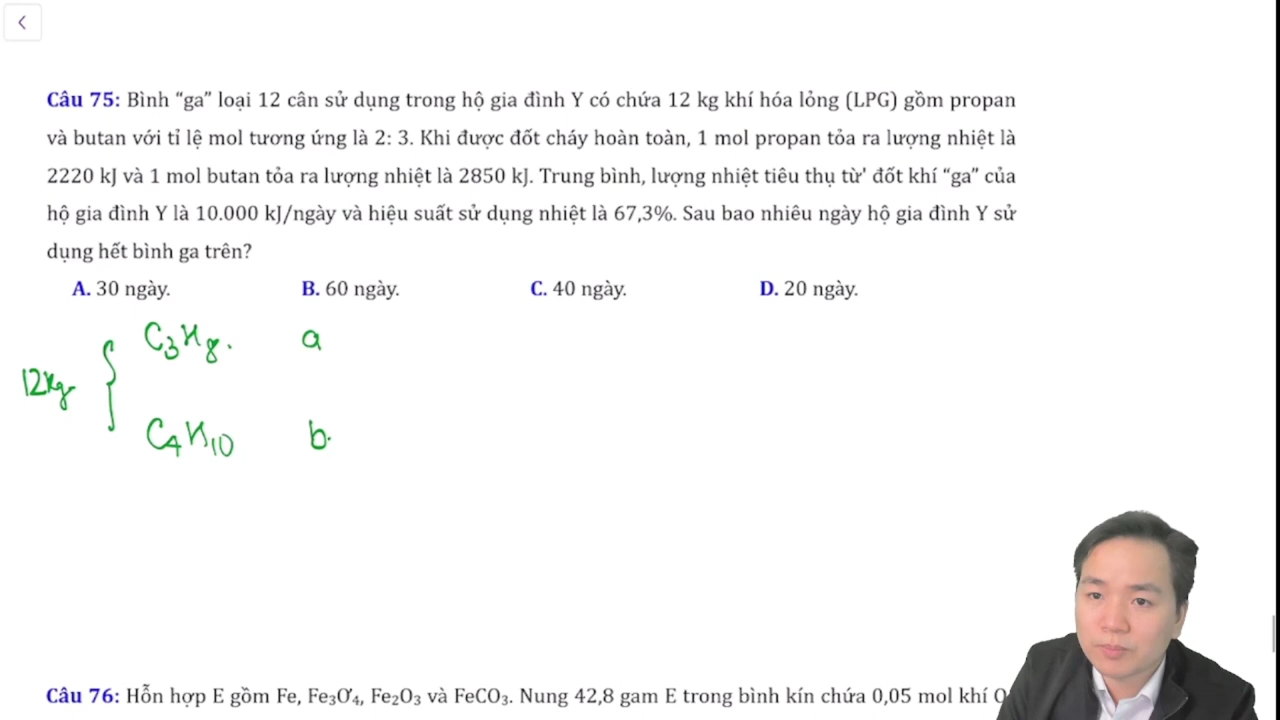 Câu 75: Bình “ga” loại 12 cân sử dụng trong hộ gia đình Y có chứa 12 kg khí hóa lỏng (LPG) gồm propan
và butan với tỉ lệ mol tương ứng là 2: 3. Khi được đốt cháy hoàn toàn, 1 mol propan tỏa ra lượng nhiệt là
2220 kJ và 1 mol butan tỏa ra lượng nhiệt là 2850 kJ. Trung bình, lượng nhiệt tiêu thụ từ' đốt khí “ga” của
hộ gia đình Y là 10.000 kJ/ngày và hiệu suất sử dụng nhiệt là 67,3%. Sau bao nhiêu ngày hộ gia đình Y sử
dụng hết bình ga trên?
A. 30 ngày. B. 60 ngày. C. 40 ngày. D. 20 ngày.
C3H8. a
12kg
C4H10 b.
Câu 76: Hỗn hợp E gồm Fe, Fe₃O₄, Fe₂O₃ và FeCO₃. Nung 42,8 gam E trong bình kín chứa 0,05 mol khí O